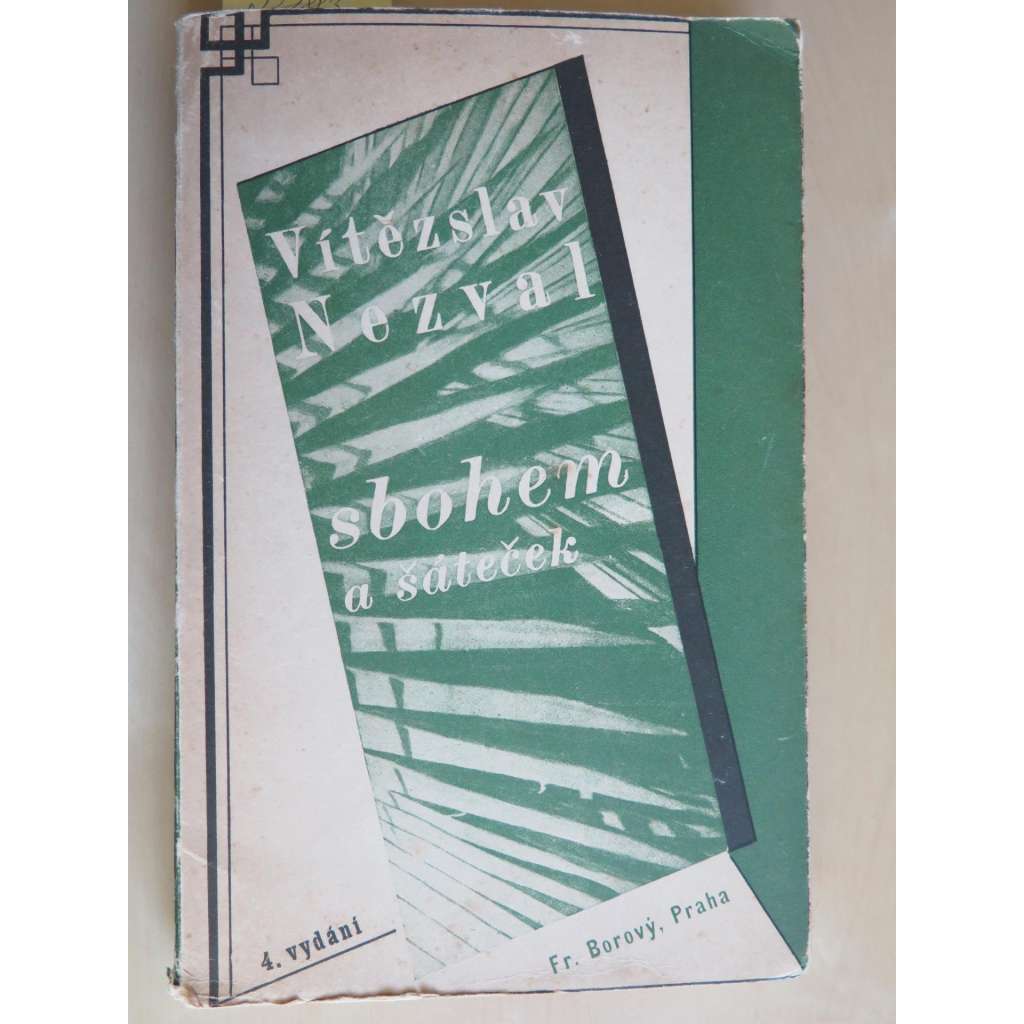 Vítězslav
Nezval
sbohem
a šáteček
4. vydání
Fr. Borový, Praha